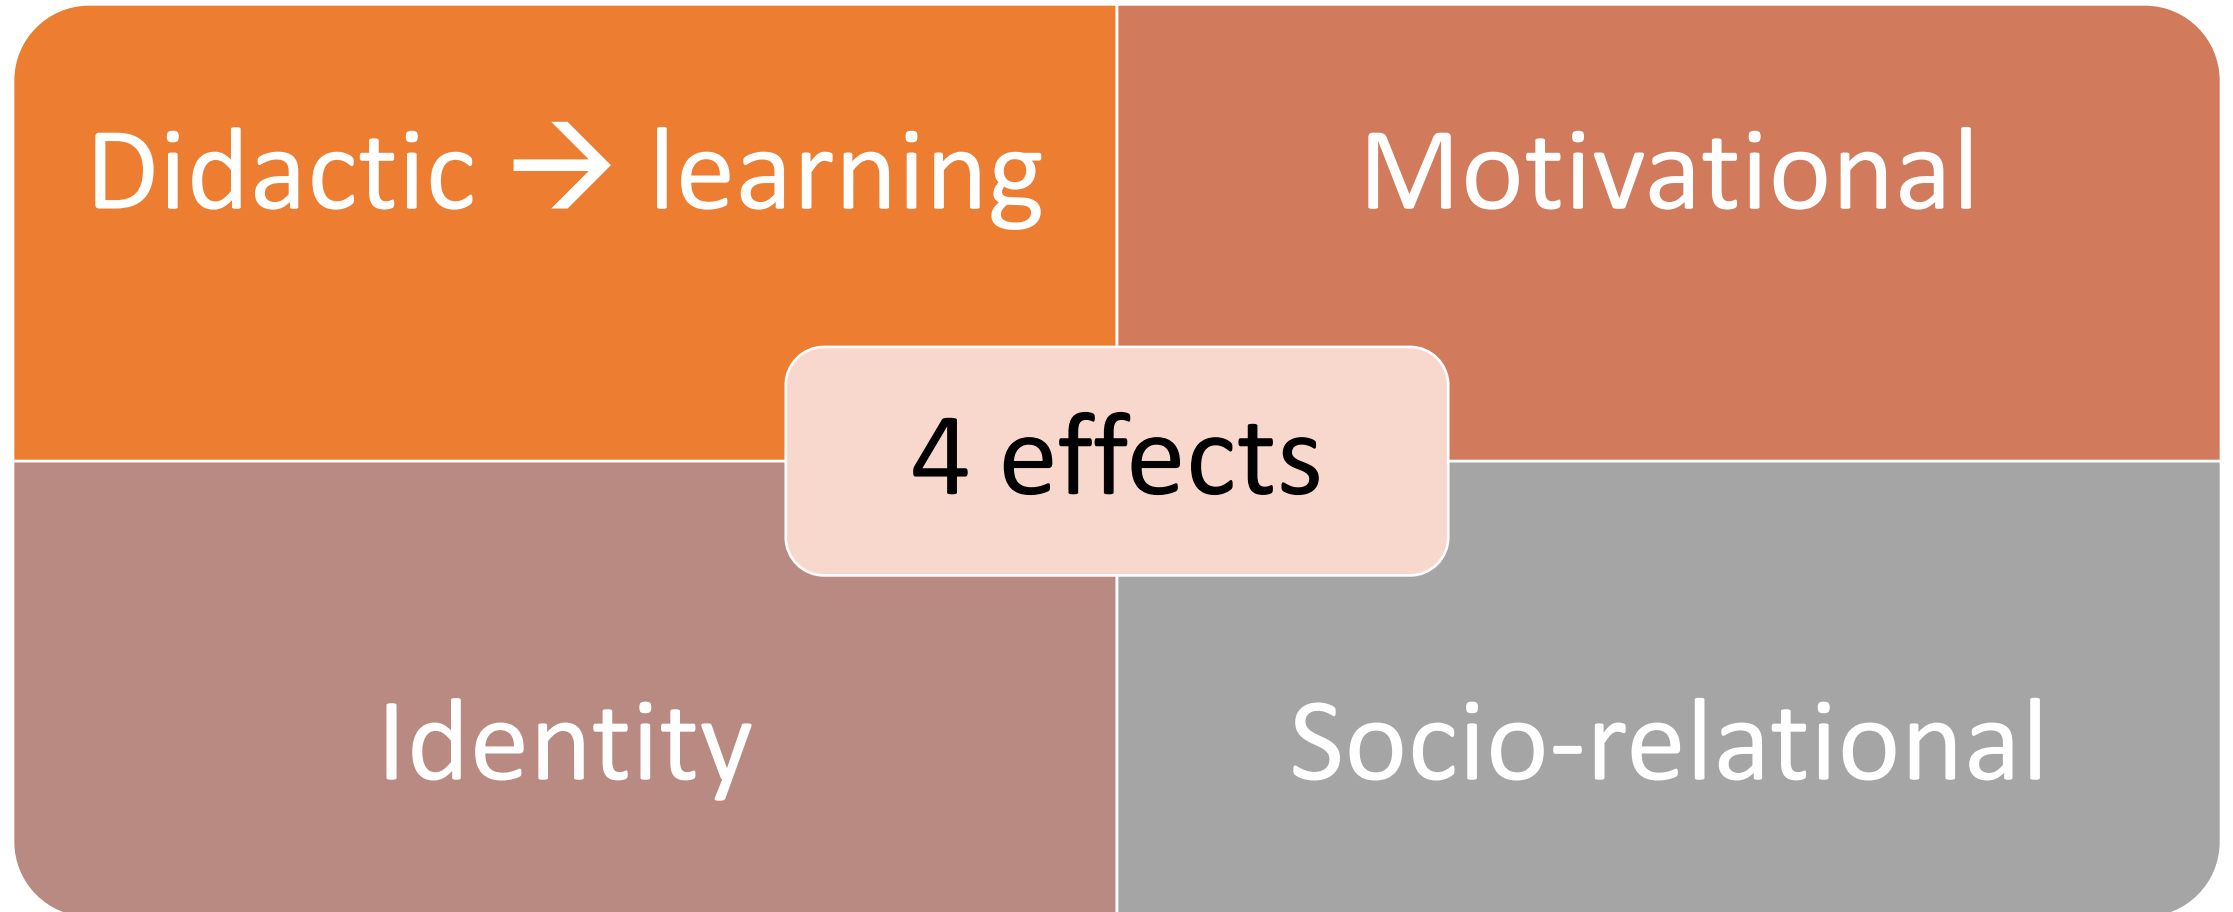 Didactic → learning
Motivational
4 effects
Identity
Socio-relational